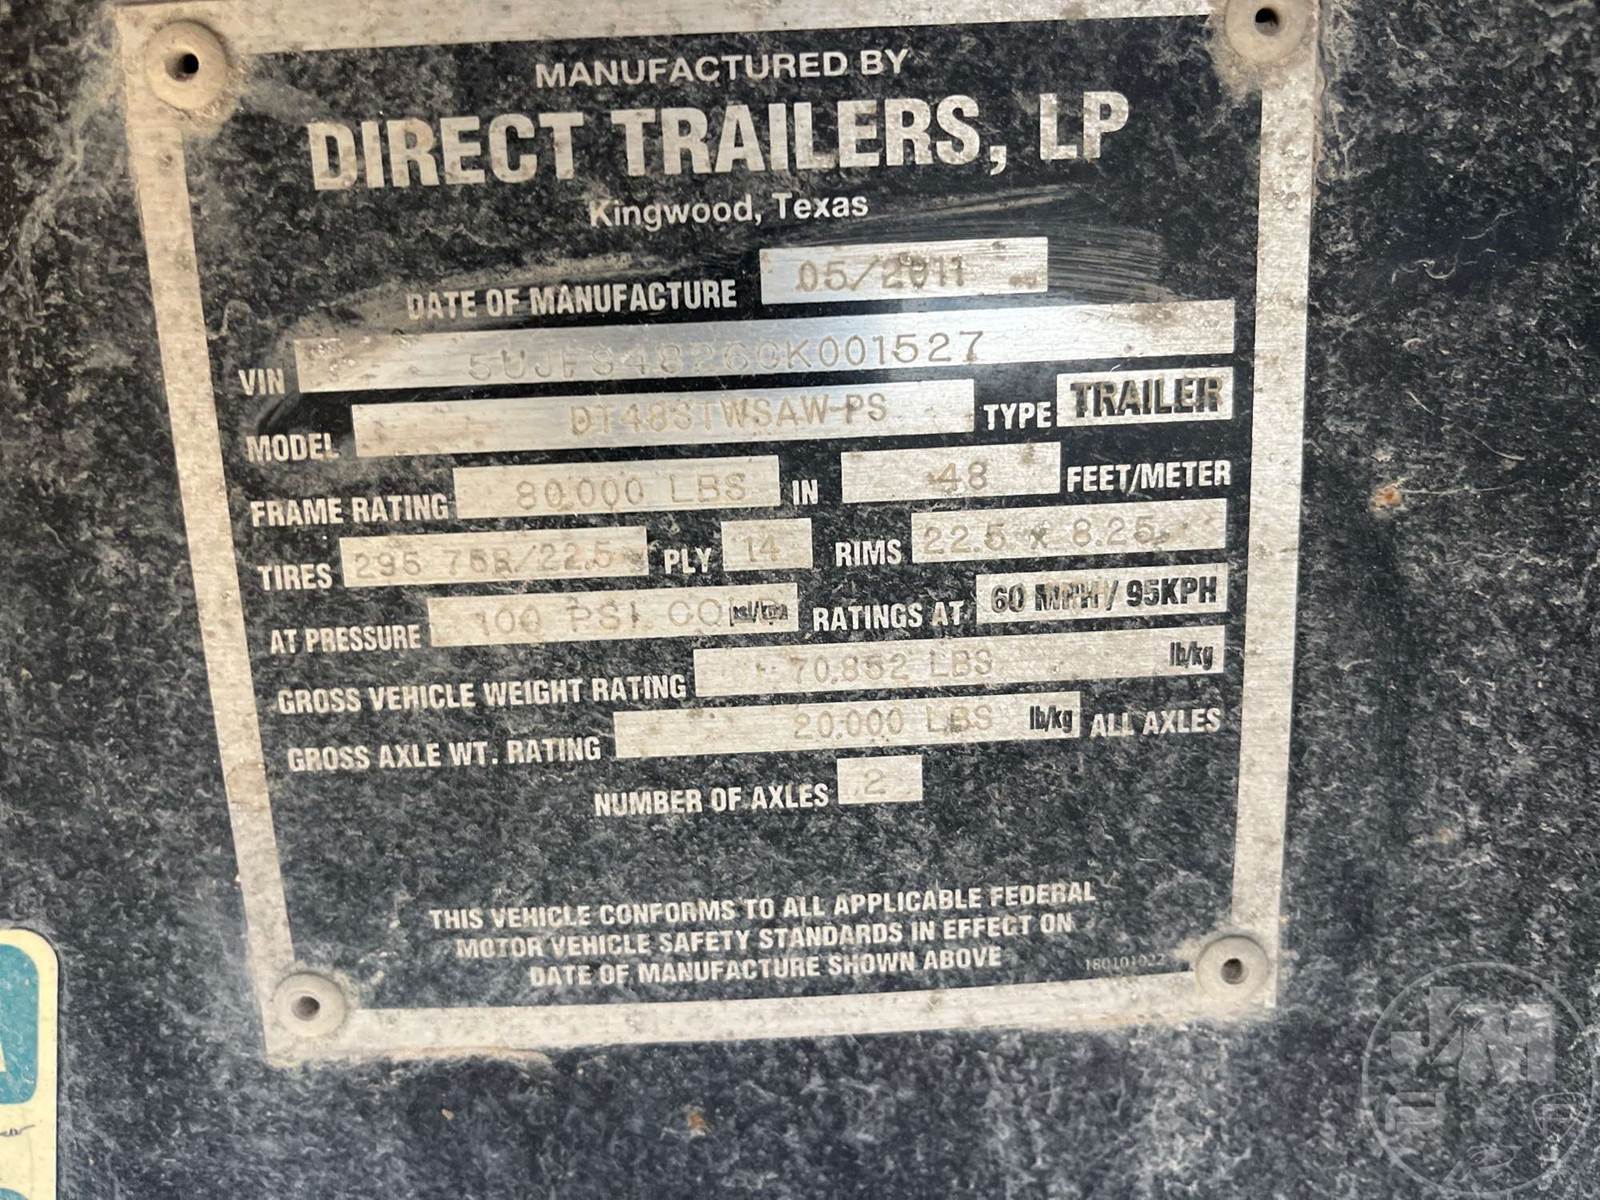 MANUFACTURED BY
DIRECT TRAILERS, LP
Kingwood, Texas
DATE OF MANUFACTURE 05/2011
VIN
MODEL DT48STWSAW-PS TYPE TRAILER
FRAME RATING 80,000 LBS IN 48 FEET/METER
TIRES 295 75R/22.5 PLY 14 RIMS 22.5 x 8.25
AT PRESSURE 100 PSI COLD RATINGS AT 60 MPH / 95KPH
GROSS VEHICLE WEIGHT RATING 70,852 LBS lb/kg
GROSS AXLE WT. RATING 20,000 LBS lb/kg ALL AXLES
NUMBER OF AXLES 2
THIS VEHICLE CONFORMS TO ALL APPLICABLE FEDERAL
MOTOR VEHICLE SAFETY STANDARDS IN EFFECT ON
DATE OF MANUFACTURE SHOWN ABOVE
180101022
JM